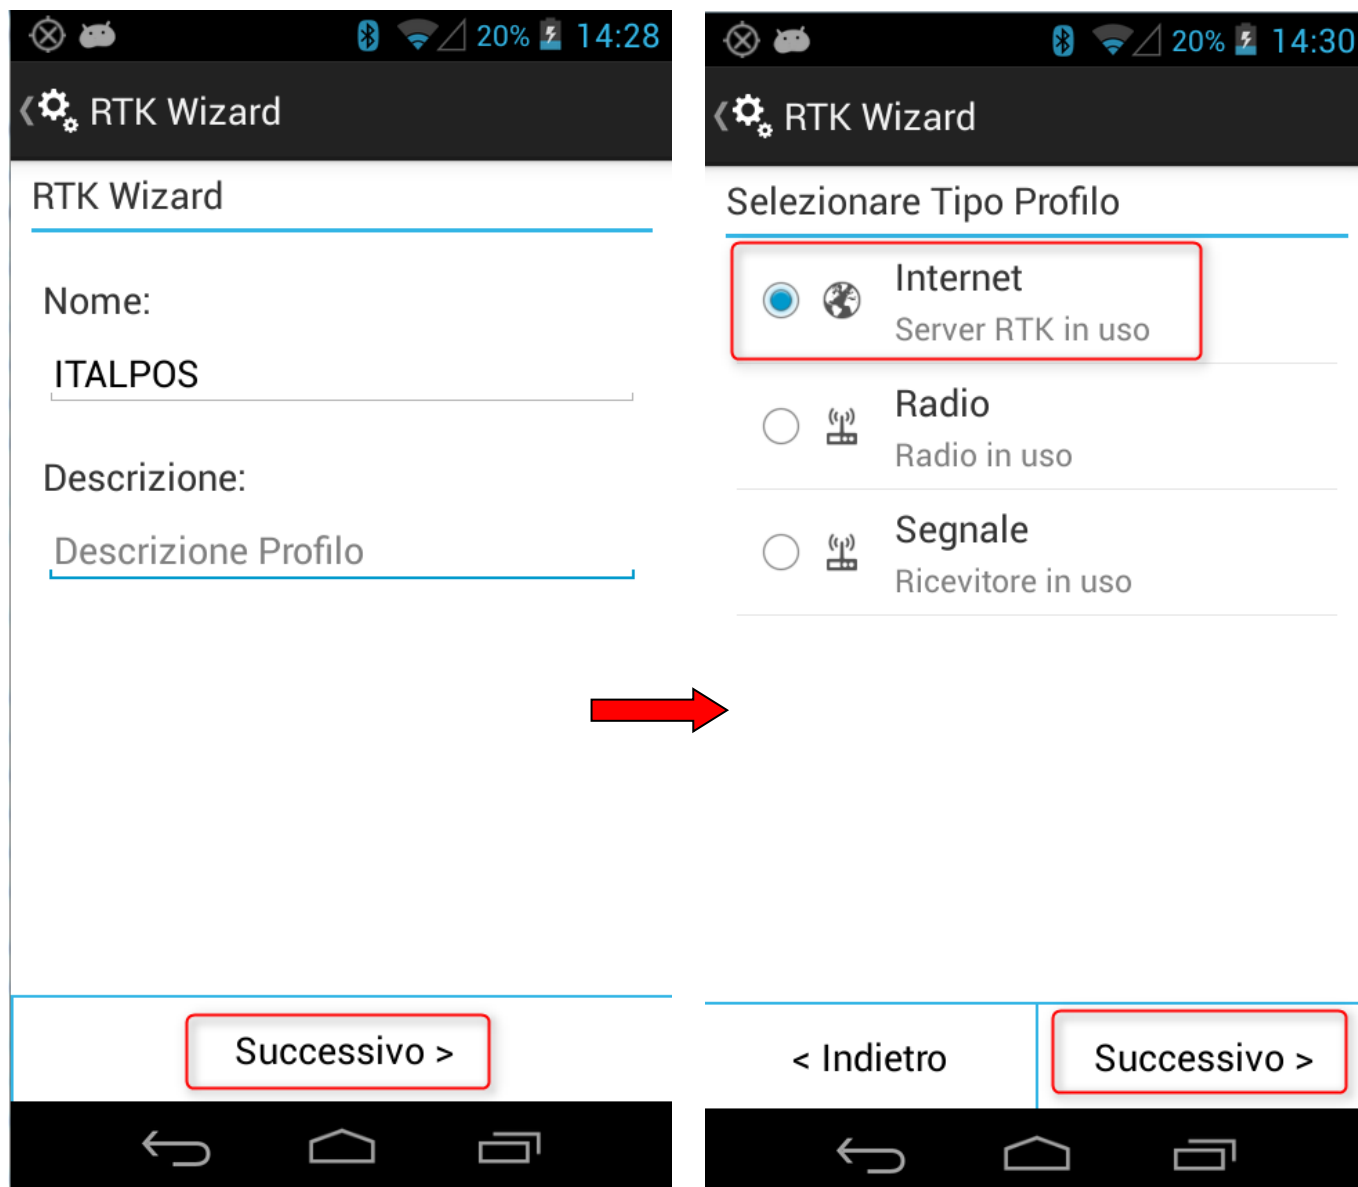 20% 14:28
RTK Wizard
RTK Wizard
Nome:
ITALPOS
Descrizione:
Descrizione Profilo
Successivo >
20% 14:30
RTK Wizard
Selezionare Tipo Profilo
Internet
Server RTK in uso
Radio
Radio in uso
Segnale
Ricevitore in uso
< Indietro
Successivo >